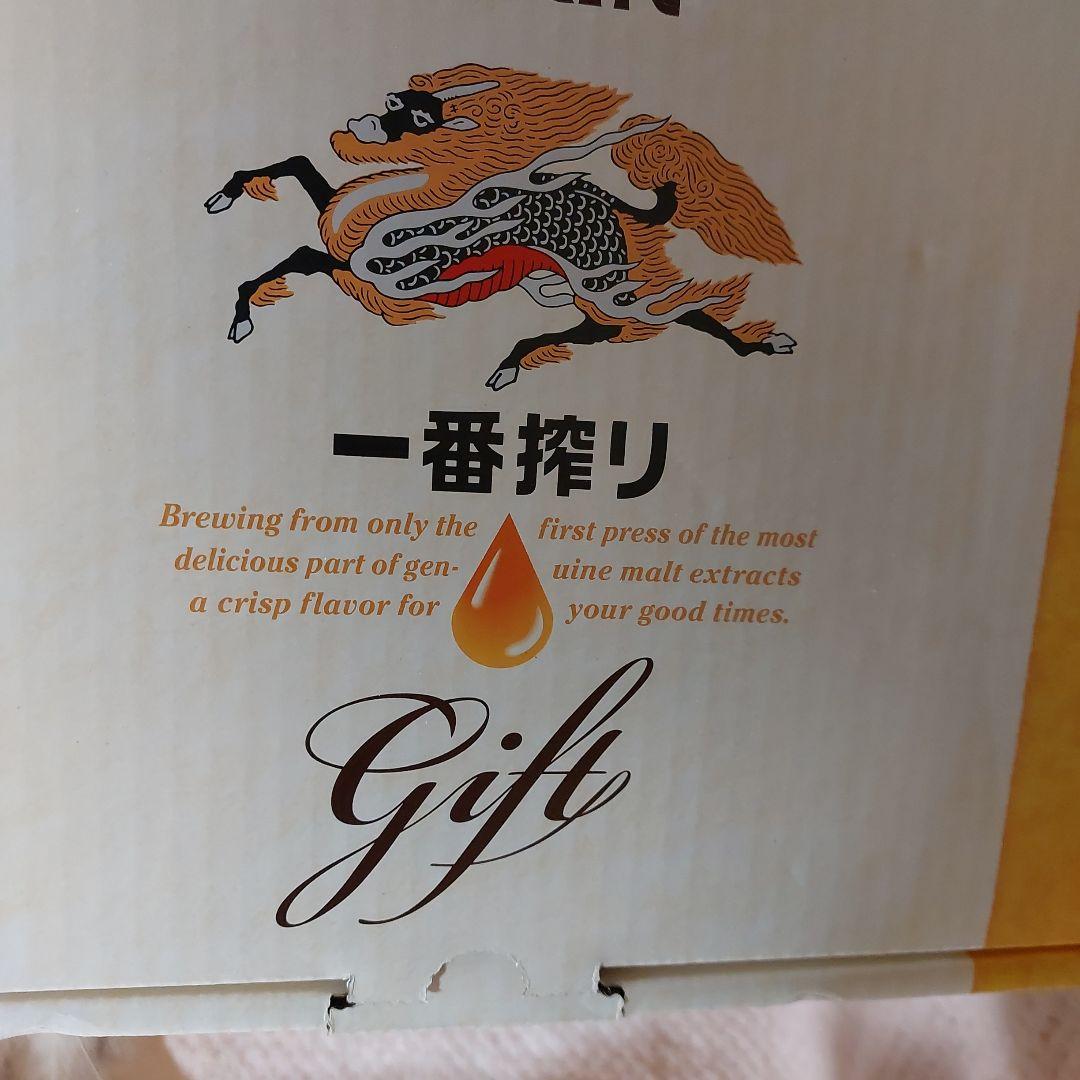 一番搾り
Brewing from only the first press of the most
delicious part of gen- uine malt extracts
a crisp flavor for your good times.
Gift